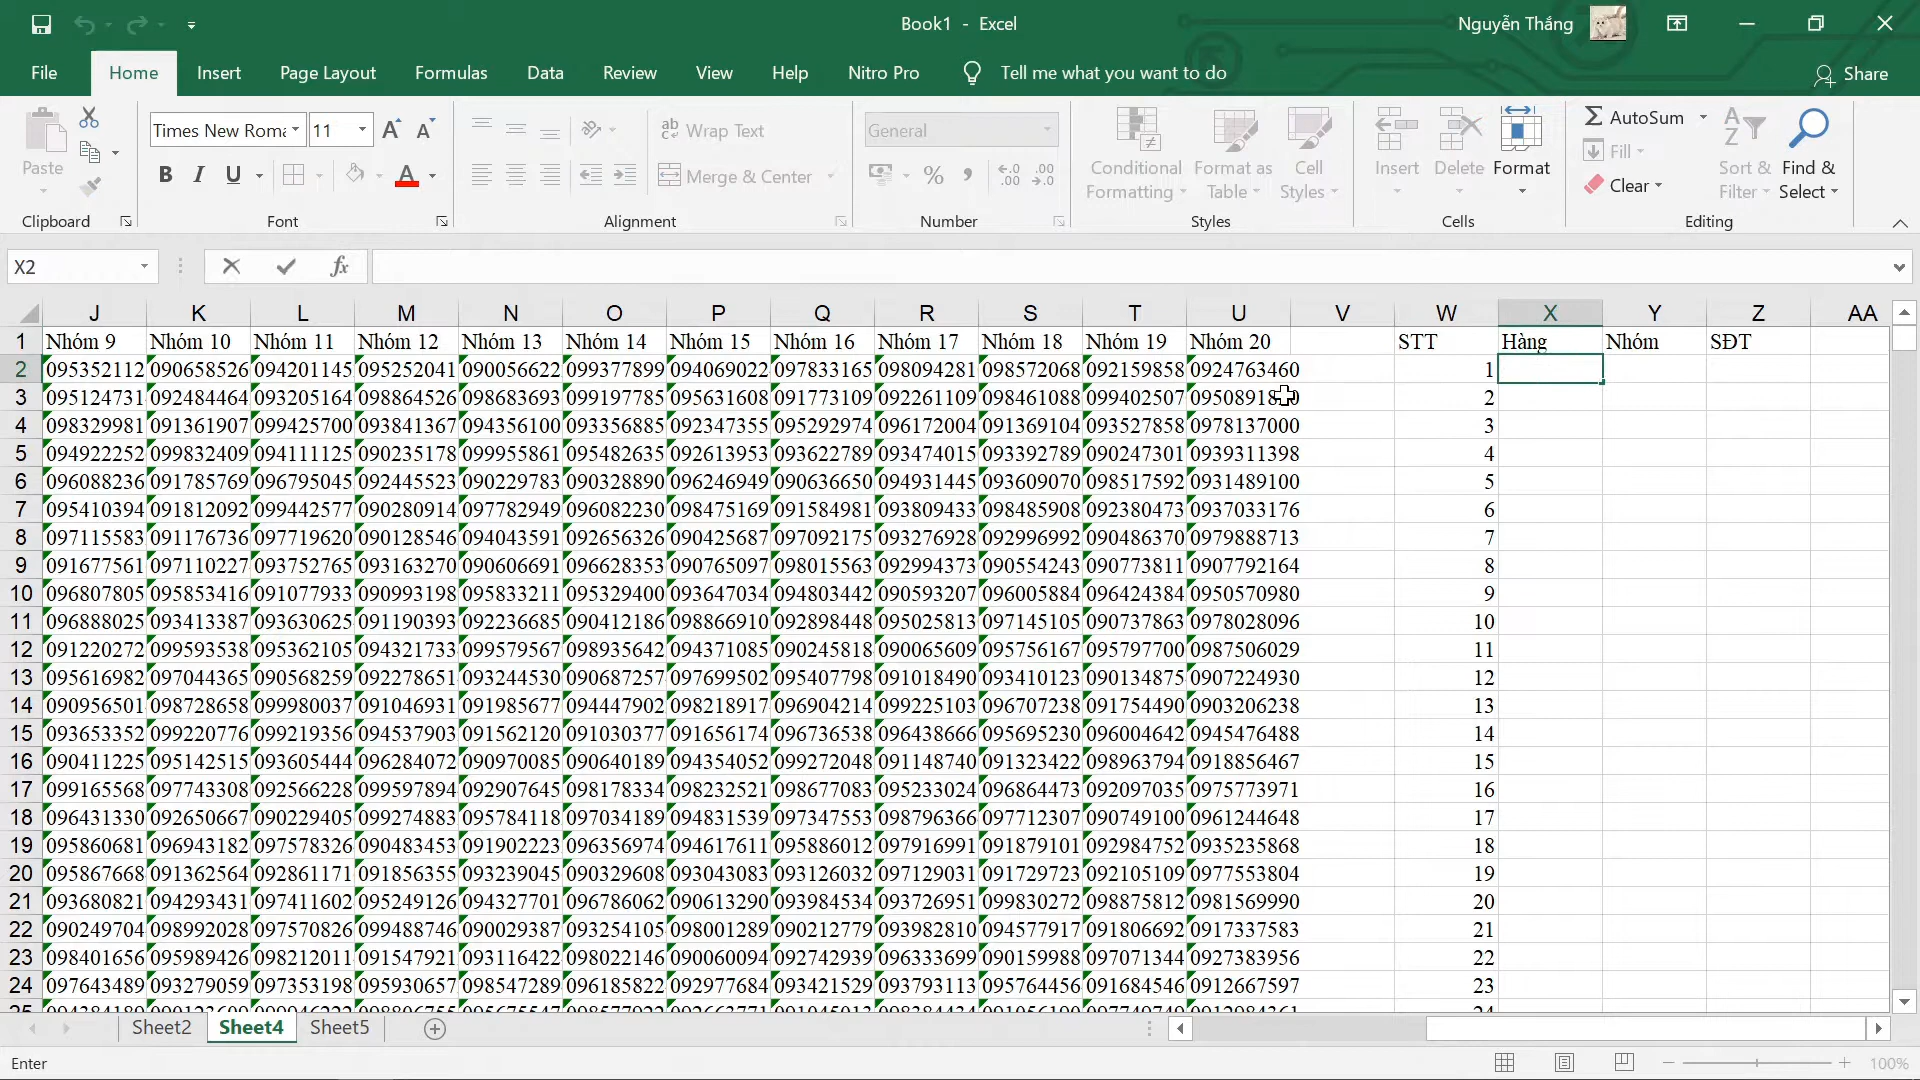 Book1 - Excel
Nguyễn Thắng
File Home Insert Page Layout Formulas Data Review View Help Nitro Pro Tell me what you want to do Share
Times New Roma 11 Wrap Text General AutoSum
Paste Conditional Format as Cell Insert Delete Format Fill Sort & Find &
B I U Merge & Center Formatting Table Styles Clear Filter Select
Clipboard Font Alignment Number Styles Cells Editing
X2 fx
J K L M N O P Q R S T U V W X Y Z AA
1 Nhóm 9 Nhóm 10 Nhóm 11 Nhóm 12 Nhóm 13 Nhóm 14 Nhóm 15 Nhóm 16 Nhóm 17 Nhóm 18 Nhóm 19 Nhóm 20 STT Hàng Nhóm SĐT
2 095352112 090658526 094201145 095252041 090056622 099377899 094069022 097833165 098094281 098572068 092159858 0924763460 1
3 095124731 092484464 093205164 098864526 098683693 099197785 095631608 091773109 092261109 098461088 099402507 2
4 098329981 091361907 099425700 093841367 094356100 093356885 092347355 095292974 096172004 091369104 093527858 0978137000 3
5 094922252 099832409 094111125 090235178 099955861 095482635 092613953 093622789 093474015 093392789 090247301 0939311398 4
6 096088236 091785769 096795045 092445523 090229783 090328890 096246949 090636650 094931445 093609070 098517592 0931489100 5
7 095410394 091812092 099442577 090280914 097782949 096082230 098475169 091584981 093809433 098485908 092380473 0937033176 6
8 097115583 091176736 097719620 090128546 094043591 092656326 090425687 097092175 093276928 092996992 090486370 0979888713 7
9 091677561 097110227 093752765 093163270 090606691 096628353 090765097 098015563 092994373 090554243 090773811 0907792164 8
10 096807805 095853416 091077933 090993198 095833211 095329400 093647034 094803442 090593207 096005884 096424384 0950570980 9
11 096888025 093413387 093630625 091190393 092236685 090412186 098866910 092898448 095025813 097145105 090737863 0978028096 10
12 091220272 099593538 095362105 094321733 099579567 098935642 094371085 090245818 090065609 095756167 095797700 0987506029 11
13 095616982 097044365 090568259 092278651 093244530 090687257 097699502 095407798 091018490 093410123 090134875 0907224930 12
14 090956501 098728658 099980037 091046931 091985677 094447902 098218917 096904214 099225103 096707238 091754490 0903206238 13
15 093653352 099220776 099219356 094537903 091562120 091030377 091656174 096736538 096438666 095695230 096004642 0945476488 14
16 090411225 095142515 093605444 096284072 090970085 090640189 094354052 099272048 091148740 091323422 098963794 0918856467 15
17 099165568 097743308 092566228 099597894 092907645 098178334 098232521 098677083 095233024 096864473 092097035 0975773971 16
18 096431330 092650667 090229405 099274883 095784118 097034189 094831539 097347553 098796366 097712307 090749100 0961244648 17
19 095860681 096943182 097578326 090483453 091902223 096356974 094617611 095886012 097916991 091879101 092984752 0935235868 18
20 095867668 091362564 092861171 091856355 093239045 090329608 093043083 093126032 097129031 091729723 092105109 0977553804 19
21 093680821 094293431 097411602 095249126 094327701 096786062 090613290 093984534 093726951 099830272 098875812 0981569990 20
22 090249704 098992028 097570826 099488746 090029387 093254105 098001289 090212779 093982810 094577917 091806692 0917337583 21
23 098401656 095989426 098212011 091547921 093116422 098022146 090060094 092742939 096333699 090159988 097071344 0927383956 22
24 097643489 093279059 097353198 095930657 098547289 096185822 092977684 093421529 093793113 095764456 091684546 0912667597 23
Sheet2 Sheet4 Sheet5
Enter 100%